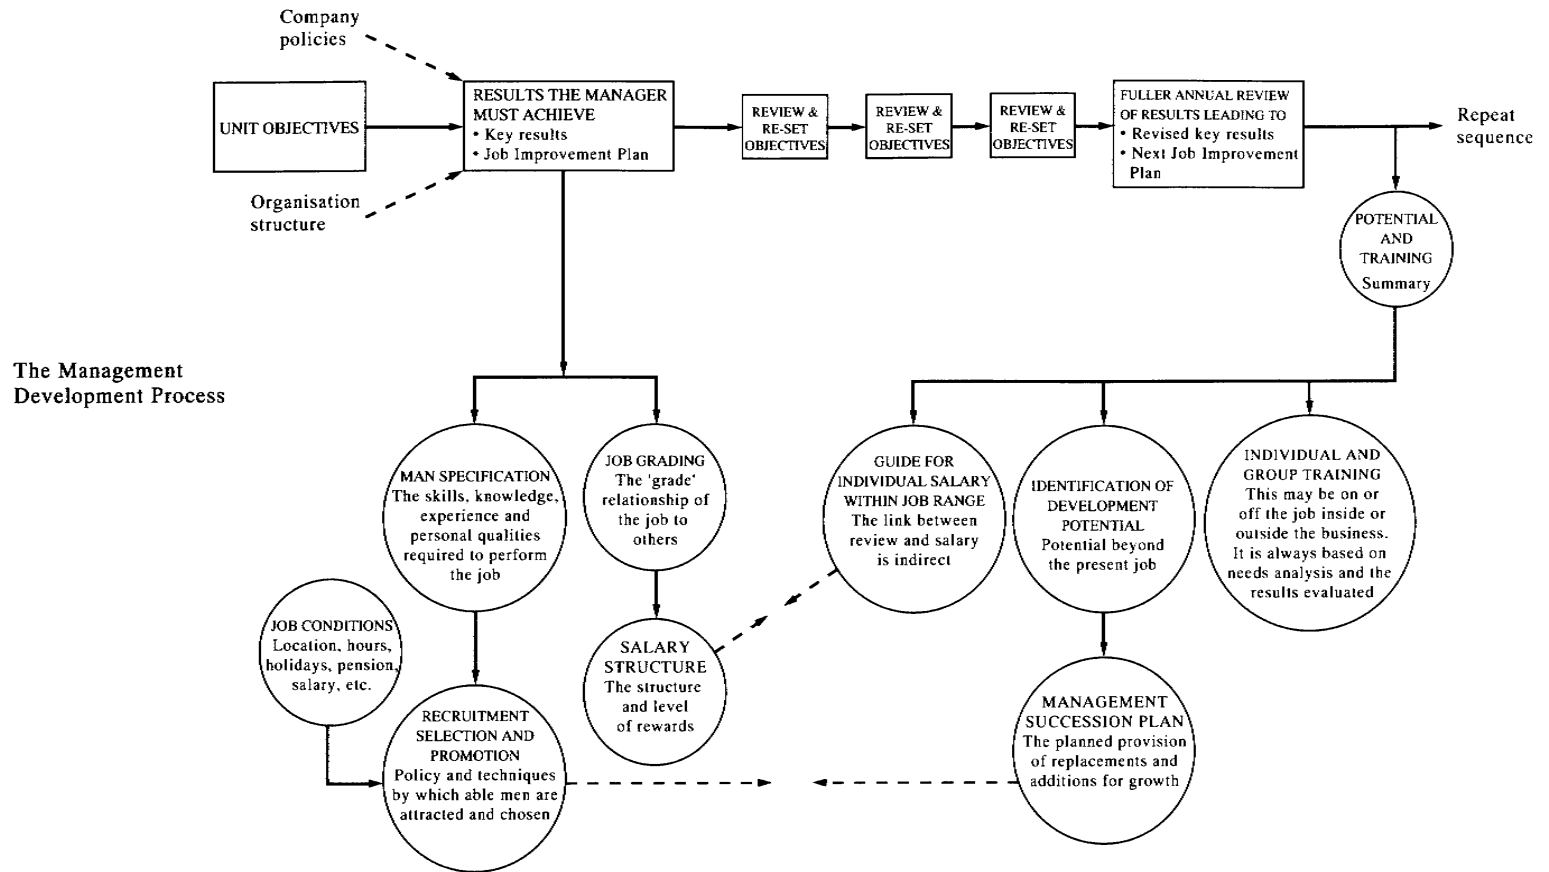 Company
policies
UNIT OBJECTIVES
RESULTS THE MANAGER
MUST ACHIEVE
• Key results
• Job Improvement Plan
REVIEW &
RE-SET
OBJECTIVES
REVIEW &
RE-SET
OBJECTIVES
REVIEW &
RE-SET
OBJECTIVES
FULLER ANNUAL REVIEW
OF RESULTS LEADING TO
• Revised key results
• Next Job Improvement
Plan
Repeat
sequence
Organisation
structure
POTENTIAL
AND
TRAINING
Summary
The Management
Development Process
MAN SPECIFICATION
The skills, knowledge,
experience and
personal qualities
required to perform
the job
JOB GRADING
The 'grade'
relationship of
the job to
others
GUIDE FOR
INDIVIDUAL SALARY
WITHIN JOB RANGE
The link between
review and salary
is indirect
IDENTIFICATION OF
DEVELOPMENT
POTENTIAL
Potential beyond
the present job
INDIVIDUAL AND
GROUP TRAINING
This may be on or
off the job inside or
outside the business.
It is always based on
needs analysis and the
results evaluated
JOB CONDITIONS
Location, hours,
holidays, pension,
salary, etc.
SALARY
STRUCTURE
The structure
and level
of rewards
RECRUITMENT
SELECTION AND
PROMOTION
Policy and techniques
by which able men are
attracted and chosen
MANAGEMENT
SUCCESSION PLAN
The planned provision
of replacements and
additions for growth